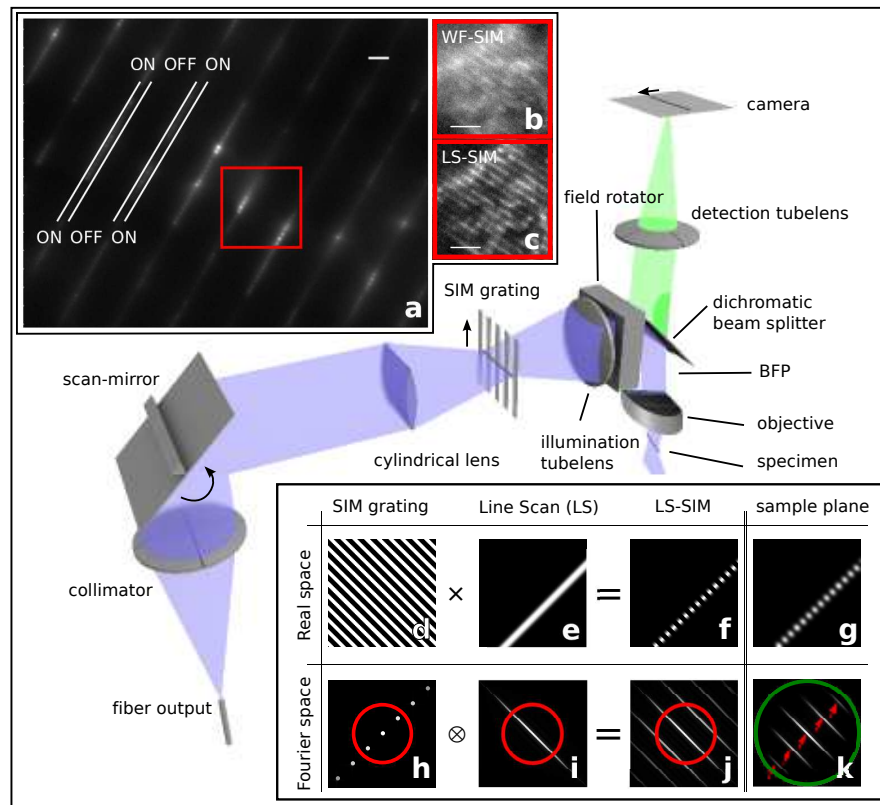 ON OFF ON
ON OFF ON
a
WF-SIM
b
LS-SIM
c
camera
field rotator
detection tubelens
SIM grating
dichromatic
beam splitter
scan-mirror
BFP
objective
illumination
tubelens
cylindrical lens
specimen
collimator
fiber output
SIM grating
Line Scan (LS)
LS-SIM
sample plane
Real space
d
×
e
=
f
g
Fourier space
h
⊗
i
=
j
k